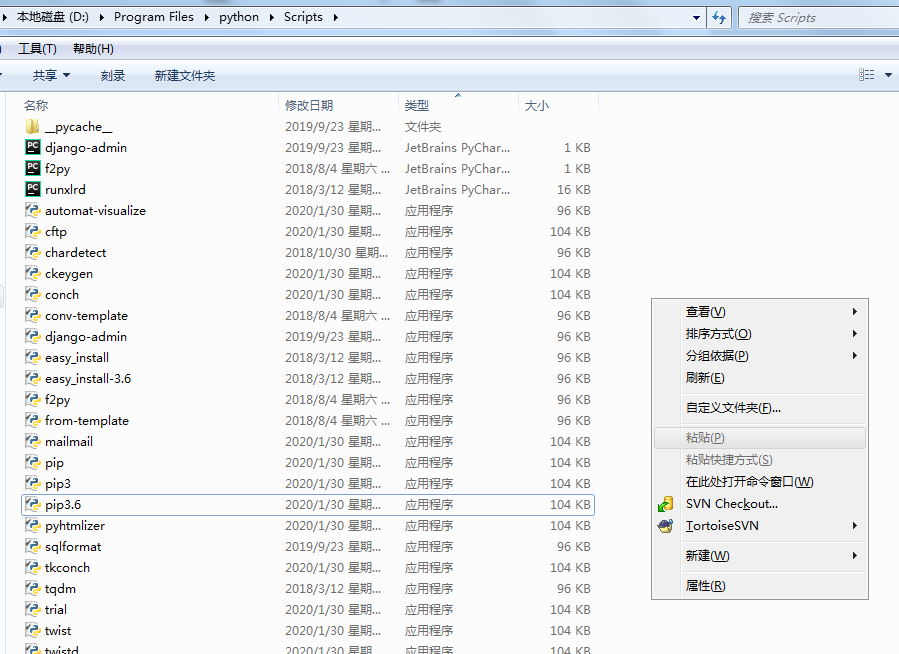 本地磁盘 (D:) Program Files python Scripts 搜索 Scripts
工具(T) 帮助(H)
共享 刻录 新建文件夹
名称 修改日期 类型 大小
__pycache__ 2019/9/23 星期... 文件夹
django-admin 2019/9/23 星期... JetBrains PyChar... 1 KB
f2py 2018/8/4 星期六 ... JetBrains PyChar... 1 KB
runxlrd 2018/3/12 星期... JetBrains PyChar... 16 KB
automat-visualize 2020/1/30 星期... 应用程序 96 KB
cftp 2020/1/30 星期... 应用程序 104 KB
chardetect 2018/10/30 星期... 应用程序 96 KB
ckeygen 2020/1/30 星期... 应用程序 104 KB
conch 2020/1/30 星期... 应用程序 104 KB
conv-template 2018/8/4 星期六 ... 应用程序 96 KB
django-admin 2019/9/23 星期... 应用程序 96 KB
easy_install 2018/3/12 星期... 应用程序 96 KB
easy_install-3.6 2018/3/12 星期... 应用程序 96 KB
f2py 2018/8/4 星期六 ... 应用程序 96 KB
from-template 2018/8/4 星期六 ... 应用程序 96 KB
mailmail 2020/1/30 星期... 应用程序 104 KB
pip 2020/1/30 星期... 应用程序 104 KB
pip3 2020/1/30 星期... 应用程序 104 KB
pip3.6 2020/1/30 星期... 应用程序 104 KB
pyhtmlizer 2020/1/30 星期... 应用程序 104 KB
sqlformat 2019/9/23 星期... 应用程序 96 KB
tkconch 2020/1/30 星期... 应用程序 104 KB
tqdm 2018/3/12 星期... 应用程序 96 KB
trial 2020/1/30 星期... 应用程序 104 KB
twist 2020/1/30 星期... 应用程序 104 KB
twistd 2020/1/30 星期... 应用程序 104 KB
查看(V)
排序方式(O)
分组依据(P)
刷新(E)
自定义文件夹(F)...
粘贴(P)
粘贴快捷方式(S)
在此处打开命令窗口(W)
SVN Checkout...
TortoiseSVN
新建(W)
属性(R)